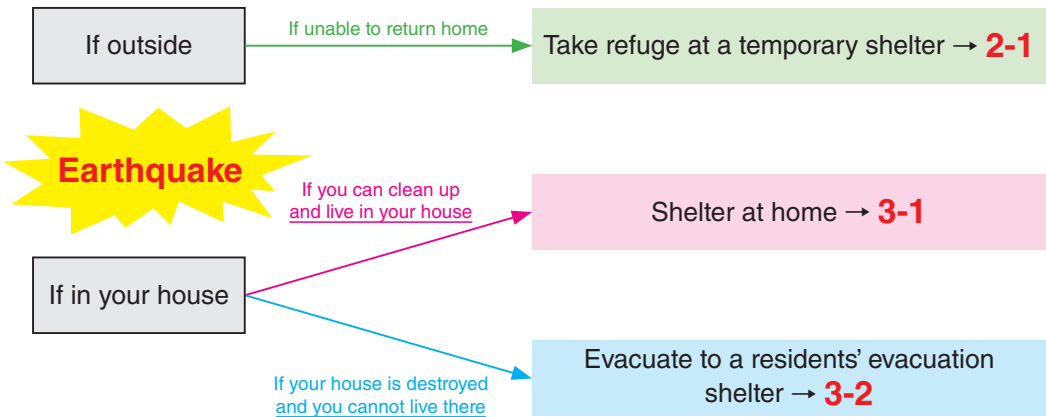 If outside
If unable to return home
Take refuge at a temporary shelter → 2-1
Earthquake
If you can clean up
and live in your house
Shelter at home → 3-1
If in your house
If your house is destroyed
and you cannot live there
Evacuate to a residents’ evacuation
shelter → 3-2